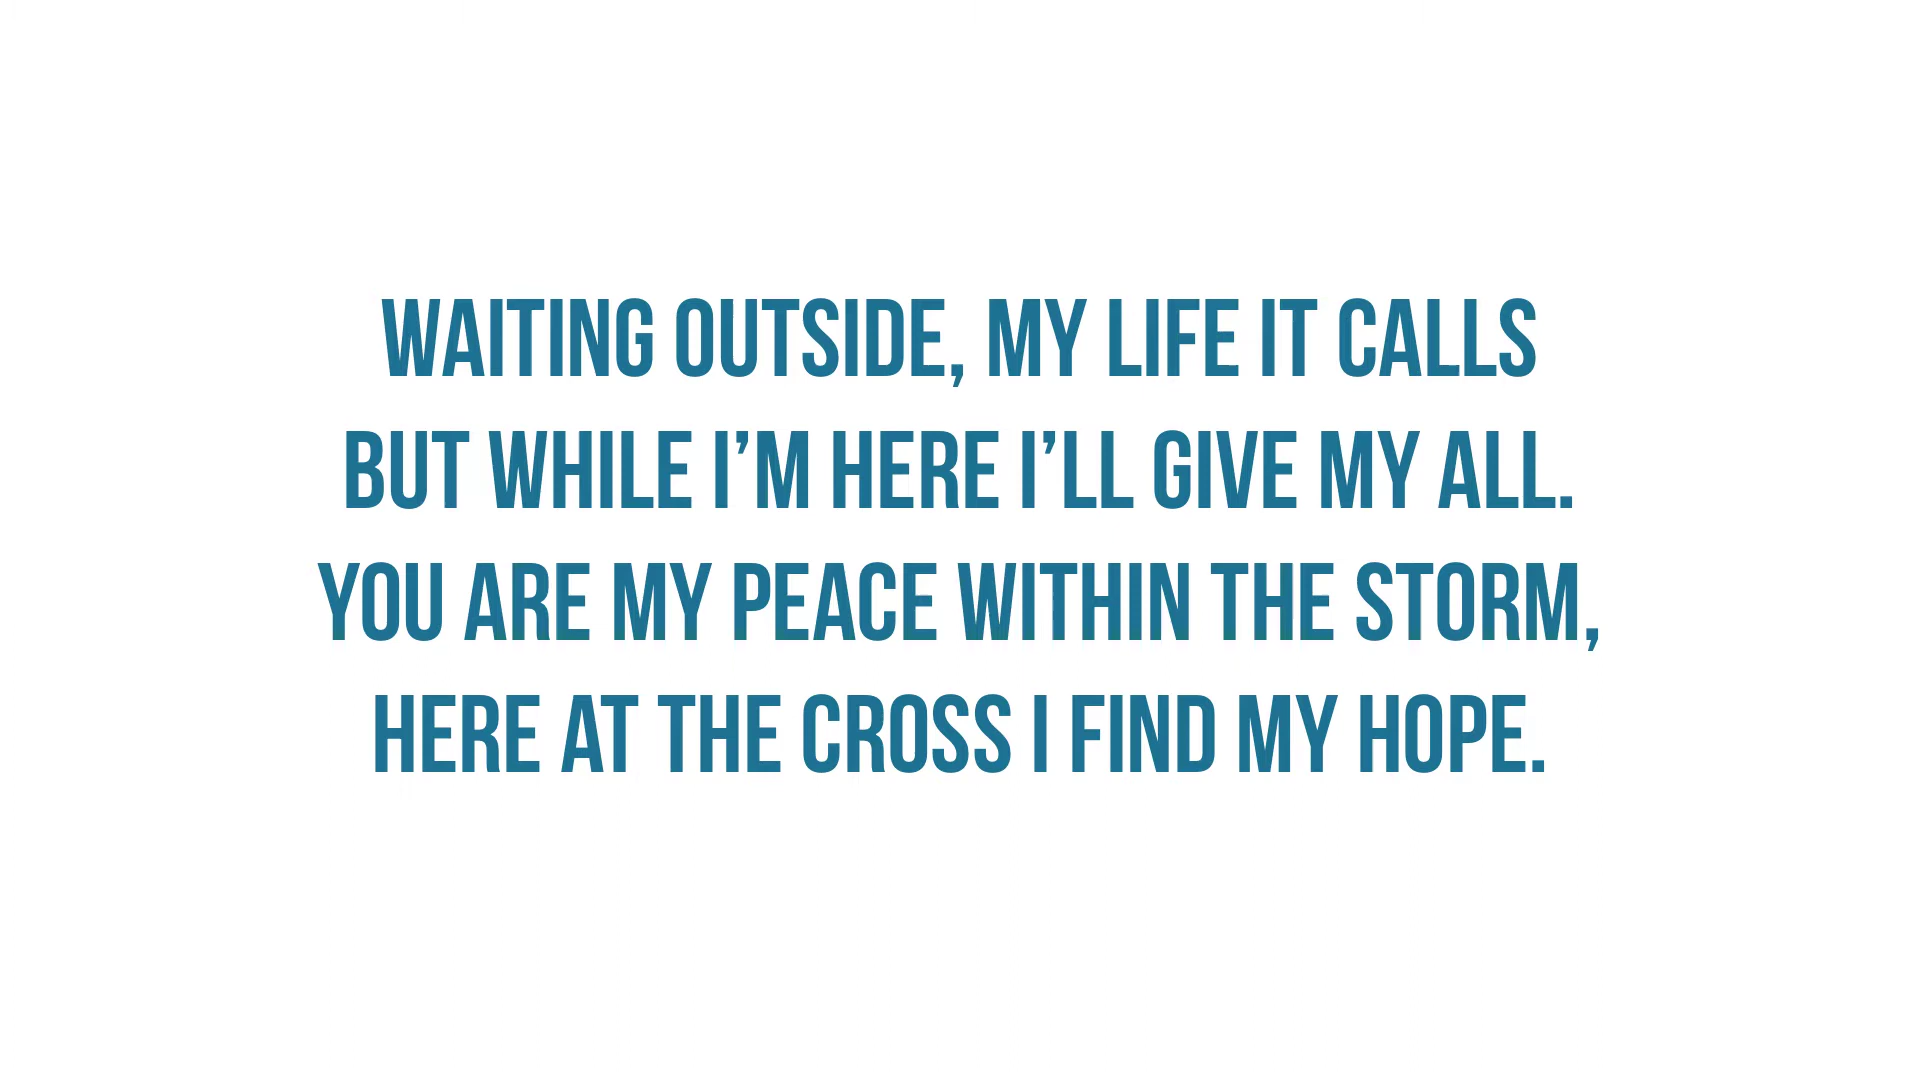 WAITING OUTSIDE, MY LIFE IT CALLS
BUT WHILE I’M HERE I’LL GIVE MY ALL.
YOU ARE MY PEACE WITHIN THE STORM,
HERE AT THE CROSS I FIND MY HOPE.